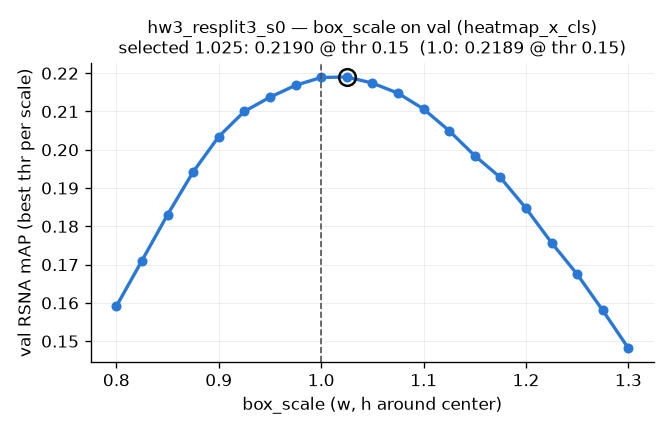 hw3_resplit3_s0 — box_scale on val (heatmap_x_cls)
selected 1.025: 0.2190 @ thr 0.15  (1.0: 0.2189 @ thr 0.15)
val RSNA mAP (best thr per scale)
0.22
0.21
0.20
0.19
0.18
0.17
0.16
0.15
0.8 0.9 1.0 1.1 1.2 1.3
box_scale (w, h around center)